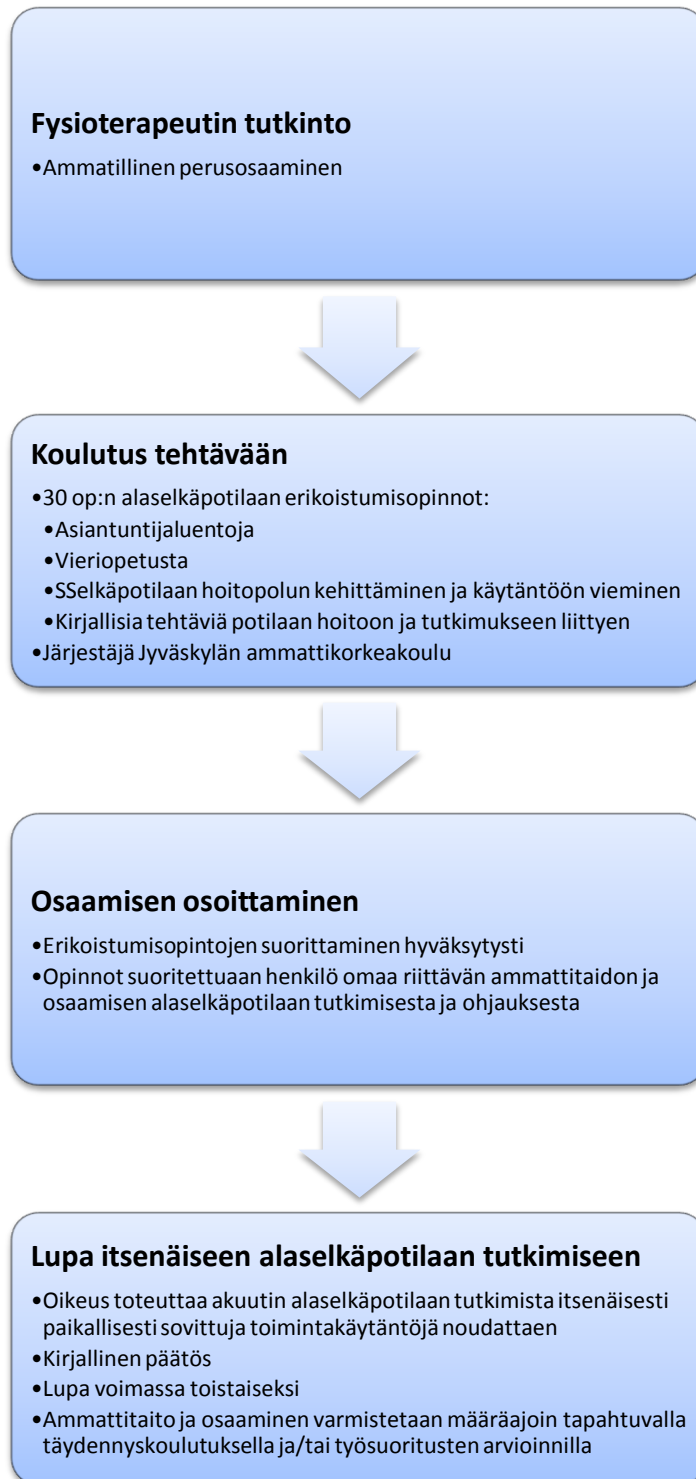 Fysioterapeutin tutkinto
•Ammatillinen perusosaaminen
Koulutus tehtävään
•30 op:n alaselkäpotilaan erikoistumisopinnot:
•Asiantuntijaluentoja
•Vieriopetusta
•SSelkäpotilaan hoitopolun kehittäminen ja käytäntöön vieminen
•Kirjallisia tehtäviä potilaan hoitoon ja tutkimukseen liittyen
•Järjestäjä Jyväskylän ammattikorkeakoulu
Osaamisen osoittaminen
•Erikoistumisopintojen suorittaminen hyväksytysti
•Opinnot suoritettuaan henkilö omaa riittävän ammattitaidon ja
osaamisen alaselkäpotilaan tutkimisesta ja ohjauksesta
Lupa itsenäiseen alaselkäpotilaan tutkimiseen
•Oikeus toteuttaa akuutin alaselkäpotilaan tutkimista itsenäisesti
paikallisesti sovittuja toimintakäytäntöjä noudattaen
•Kirjallinen päätös
•Lupa voimassa toistaiseksi
•Ammattitaito ja osaaminen varmistetaan määräajoin tapahtuvalla
täydennyskoulutuksella ja/tai työsuoritusten arvioinnilla